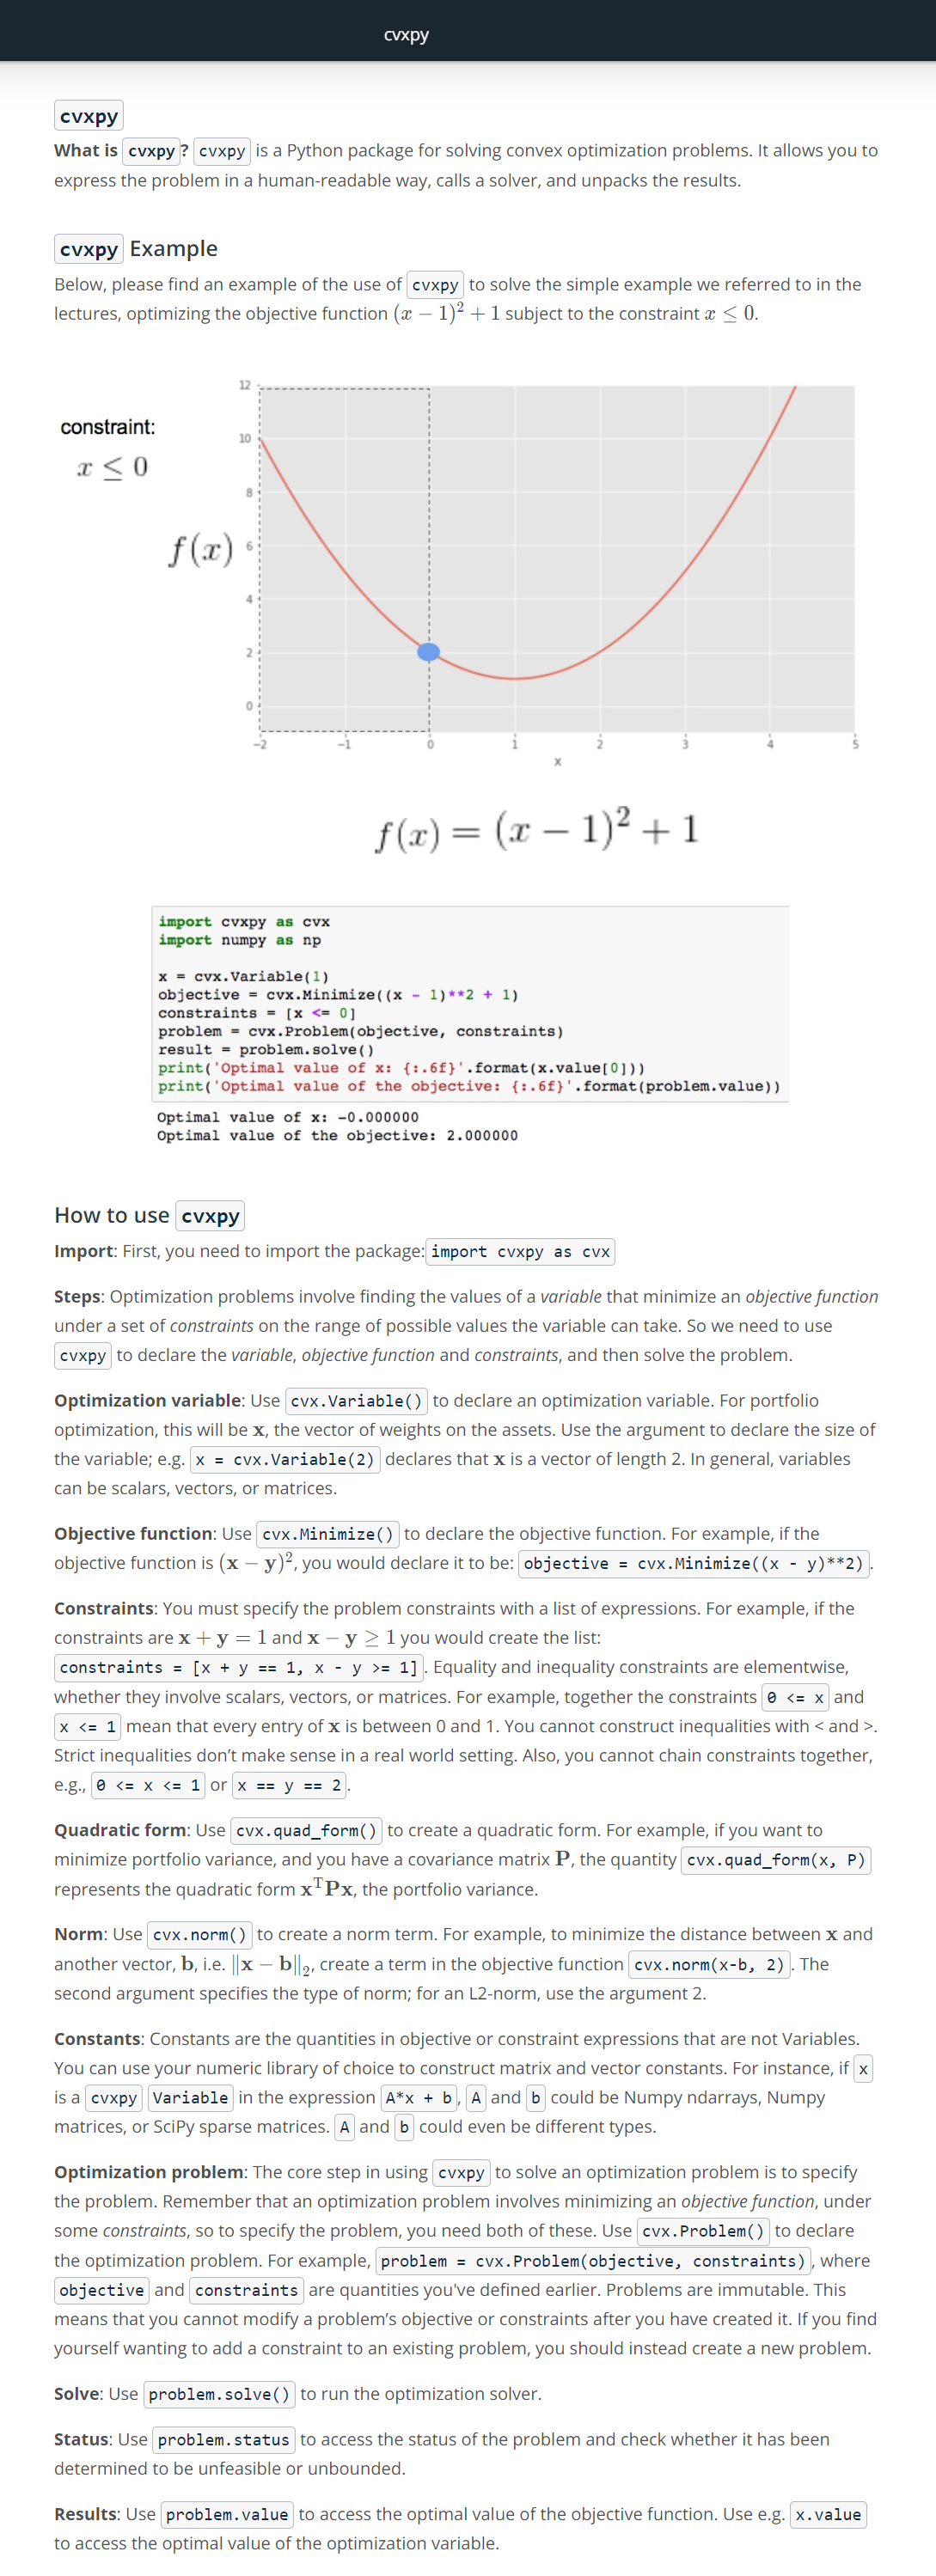 cvxpy
cvxpy
What is cvxpy? cvxpy is a Python package for solving convex optimization problems. It allows you to
express the problem in a human-readable way, calls a solver, and unpacks the results.
cvxpy Example
Below, please find an example of the use of cvxpy to solve the simple example we referred to in the
lectures, optimizing the objective function (x − 1)² + 1 subject to the constraint x ≤ 0.
constraint:
x ≤ 0
f(x)
12
10
8
6
4
2
0
−2 −1 0 1 2 3 4 5
x
f(x) = (x − 1)² + 1
import cvxpy as cvx
import numpy as np
x = cvx.Variable(1)
objective = cvx.Minimize((x - 1)**2 + 1)
constraints = [x <= 0]
problem = cvx.Problem(objective, constraints)
result = problem.solve()
print('Optimal value of x: {:.6f}'.format(x.value[0]))
print('Optimal value of the objective: {:.6f}'.format(problem.value))
Optimal value of x: -0.000000
Optimal value of the objective: 2.000000
How to use cvxpy
Import: First, you need to import the package: import cvxpy as cvx
Steps: Optimization problems involve finding the values of a variable that minimize an objective function
under a set of constraints on the range of possible values the variable can take. So we need to use
cvxpy to declare the variable, objective function and constraints, and then solve the problem.
Optimization variable: Use cvx.Variable() to declare an optimization variable. For portfolio
optimization, this will be x, the vector of weights on the assets. Use the argument to declare the size of
the variable; e.g. x = cvx.Variable(2) declares that x is a vector of length 2. In general, variables
can be scalars, vectors, or matrices.
Objective function: Use cvx.Minimize() to declare the objective function. For example, if the
objective function is (x − y)², you would declare it to be: objective = cvx.Minimize((x - y)**2).
Constraints: You must specify the problem constraints with a list of expressions. For example, if the
constraints are x + y = 1 and x − y ≥ 1 you would create the list:
constraints = [x + y == 1, x - y >= 1]. Equality and inequality constraints are elementwise,
whether they involve scalars, vectors, or matrices. For example, together the constraints 0 <= x and
x <= 1 mean that every entry of x is between 0 and 1. You cannot construct inequalities with < and >.
Strict inequalities don’t make sense in a real world setting. Also, you cannot chain constraints together,
e.g., 0 <= x <= 1 or x == y == 2.
Quadratic form: Use cvx.quad_form() to create a quadratic form. For example, if you want to
minimize portfolio variance, and you have a covariance matrix P, the quantity cvx.quad_form(x, P)
represents the quadratic form xᵀPx, the portfolio variance.
Norm: Use cvx.norm() to create a norm term. For example, to minimize the distance between x and
another vector, b, i.e. ‖x − b‖₂, create a term in the objective function cvx.norm(x-b, 2). The
second argument specifies the type of norm; for an L2-norm, use the argument 2.
Constants: Constants are the quantities in objective or constraint expressions that are not Variables.
You can use your numeric library of choice to construct matrix and vector constants. For instance, if x
is a cvxpy Variable in the expression A*x + b, A and b could be Numpy ndarrays, Numpy
matrices, or SciPy sparse matrices. A and b could even be different types.
Optimization problem: The core step in using cvxpy to solve an optimization problem is to specify
the problem. Remember that an optimization problem involves minimizing an objective function, under
some constraints, so to specify the problem, you need both of these. Use cvx.Problem() to declare
the optimization problem. For example, problem = cvx.Problem(objective, constraints), where
objective and constraints are quantities you've defined earlier. Problems are immutable. This
means that you cannot modify a problem’s objective or constraints after you have created it. If you find
yourself wanting to add a constraint to an existing problem, you should instead create a new problem.
Solve: Use problem.solve() to run the optimization solver.
Status: Use problem.status to access the status of the problem and check whether it has been
determined to be unfeasible or unbounded.
Results: Use problem.value to access the optimal value of the objective function. Use e.g. x.value
to access the optimal value of the optimization variable.